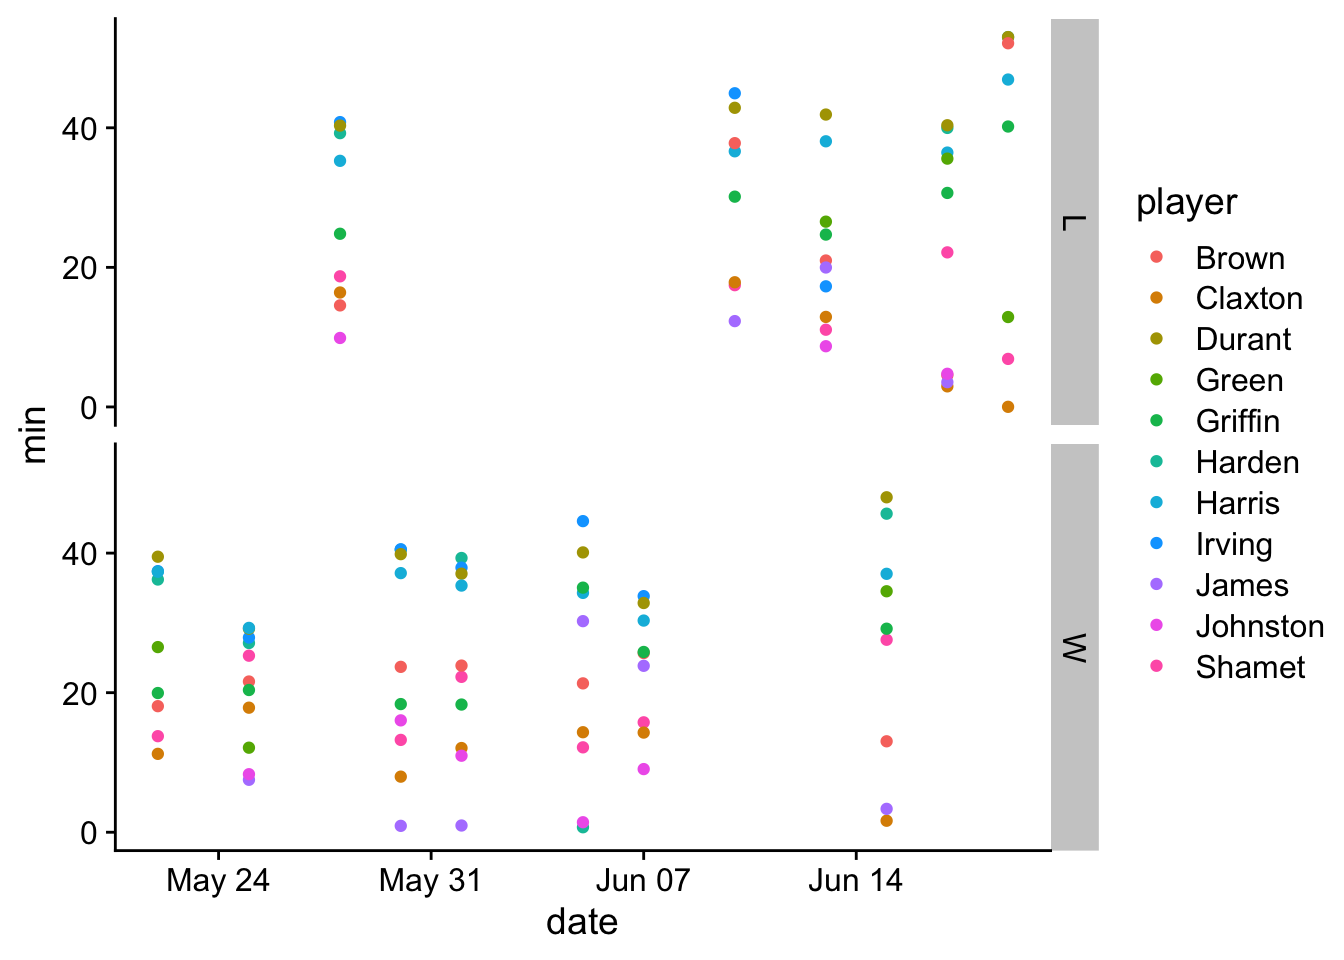 min
40
20
0
L
40
20
0
W
May 24
May 31
Jun 07
Jun 14
date
player
Brown
Claxton
Durant
Green
Griffin
Harden
Harris
Irving
James
Johnston
Shamet